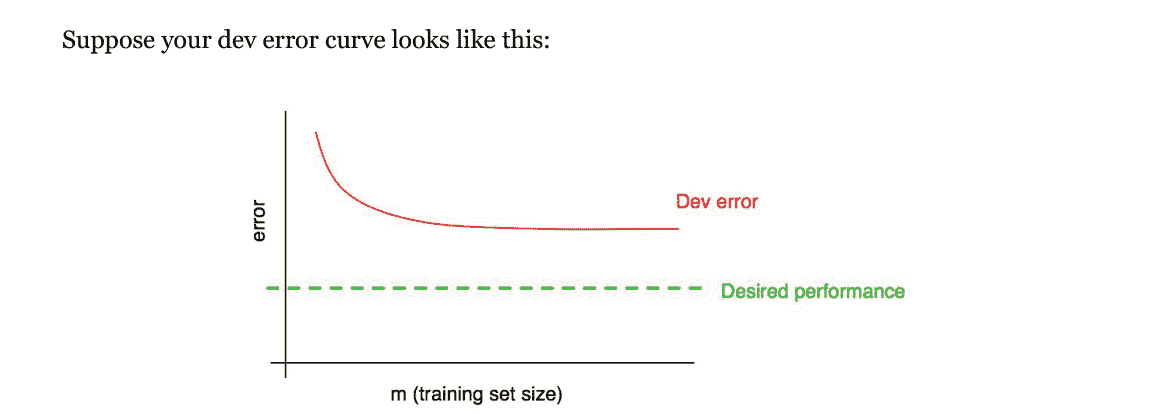 Suppose your dev error curve looks like this:
error
Dev error
Desired performance
m (training set size)